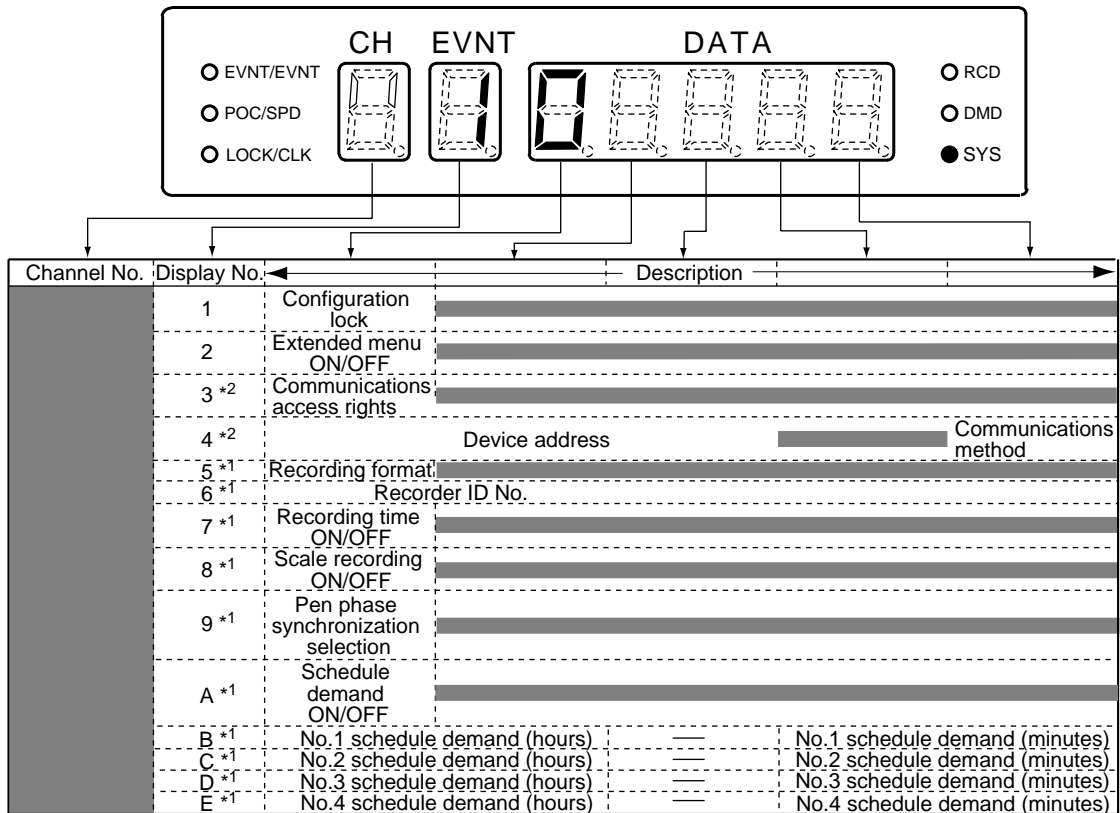 CH EVNT DATA
EVNT/EVNT
POC/SPD
LOCK/CLK
1 0
RCD
DMD
SYS
Channel No. Display No. Description
1 Configuration lock
2 Extended menu ON/OFF
3 *2 Communications access rights
4 *2 Device address Communications method
5 *1 Recording format
6 *1 Recorder ID No.
7 *1 Recording time ON/OFF
8 *1 Scale recording ON/OFF
9 *1 Pen phase synchronization selection
A *1 Schedule demand ON/OFF
B *1 No.1 schedule demand (hours) — No.1 schedule demand (minutes)
C *1 No.2 schedule demand (hours) — No.2 schedule demand (minutes)
D *1 No.3 schedule demand (hours) — No.3 schedule demand (minutes)
E *1 No.4 schedule demand (hours) — No.4 schedule demand (minutes)